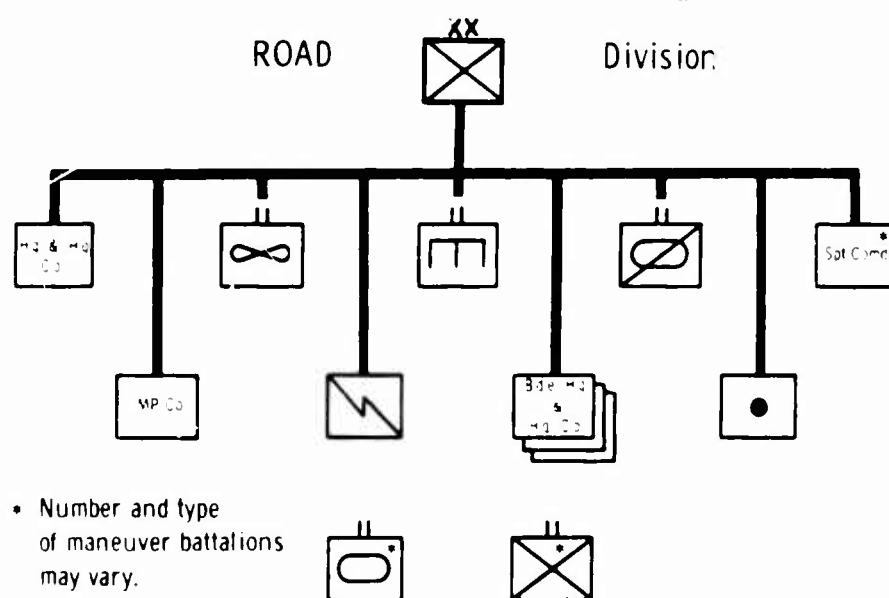 XX
ROAD Division
Hq & Hq
Co
*
Spt Comd
MP Co
Bde Hq
&
Hq Co
* Number and type
of maneuver battalions
may vary.
*
*